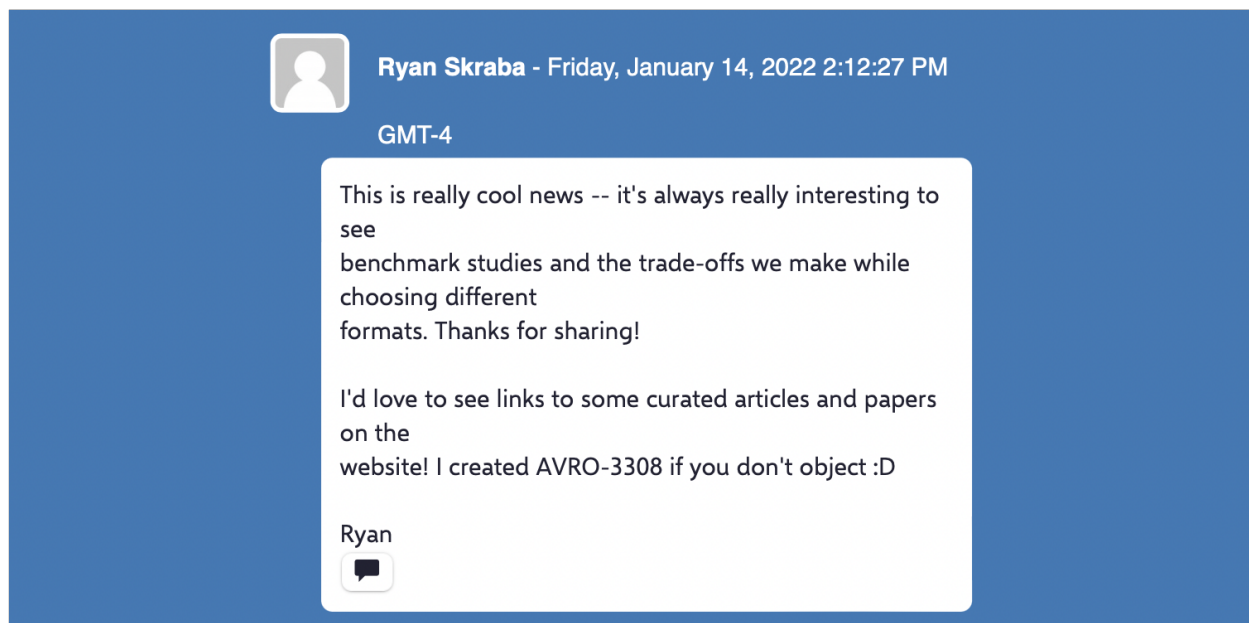 Ryan Skraba - Friday, January 14, 2022 2:12:27 PM
GMT-4
This is really cool news -- it's always really interesting to
see
benchmark studies and the trade-offs we make while
choosing different
formats. Thanks for sharing!
I'd love to see links to some curated articles and papers
on the
website! I created AVRO-3308 if you don't object :D
Ryan